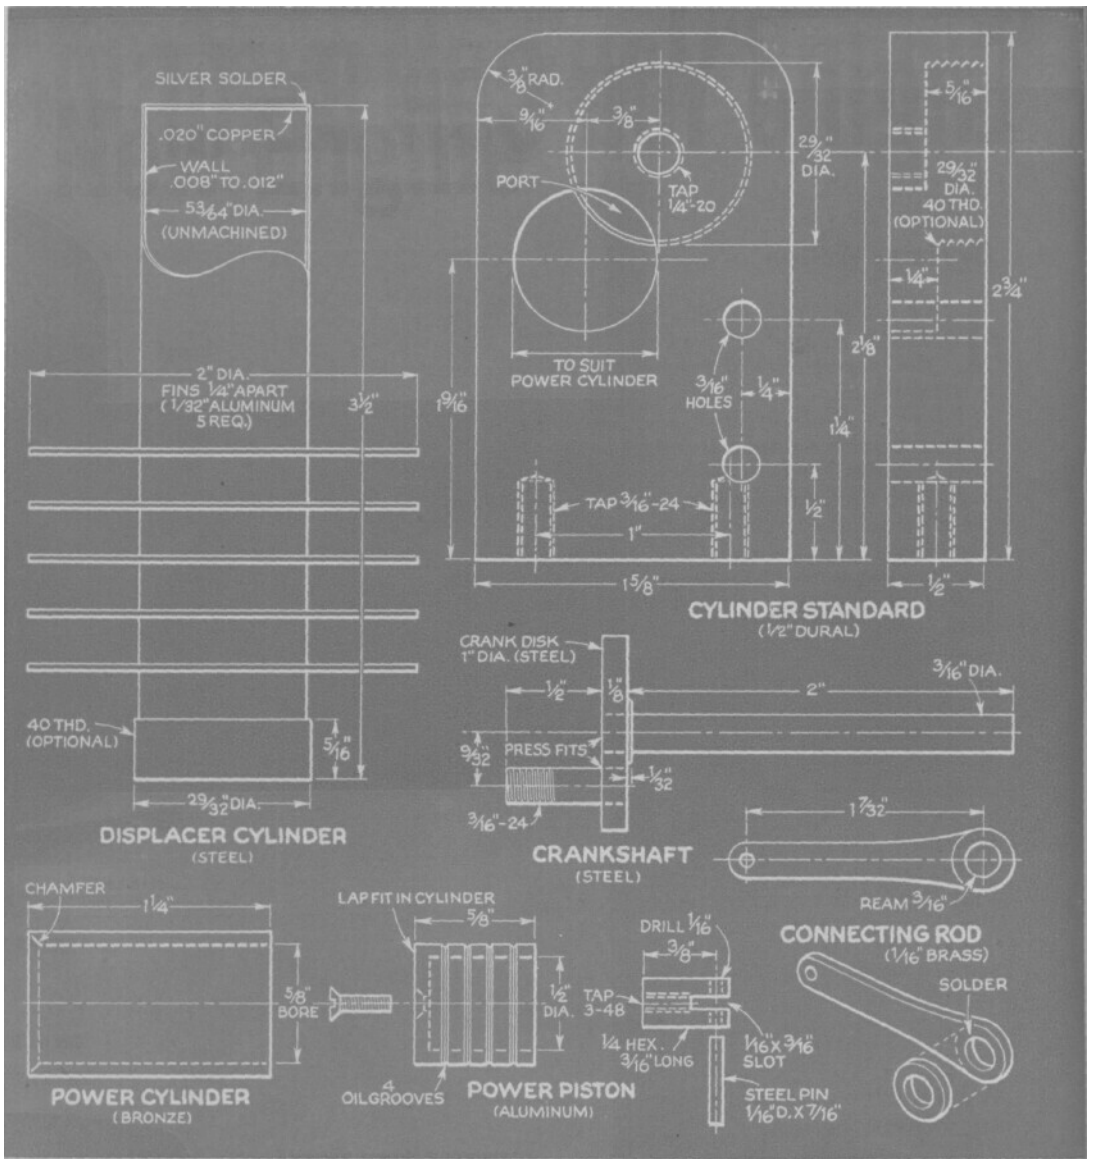 SILVER SOLDER
.020" COPPER
WALL
.008" TO .012"
53/64" DIA.
(UNMACHINED)
2" DIA.
FINS 1/4" APART
(1/32" ALUMINUM
5 REQ.)
3 1/2"
40 THD.
(OPTIONAL)
5/16"
29/32" DIA.
DISPLACER CYLINDER
(STEEL)
3/8" RAD.
9/16"
3/8"
PORT
TAP
1/4"-20
29/32"
DIA.
TO SUIT
POWER CYLINDER
3/16"
HOLES
1/4"
1 9/16"
TAP 3/16"-24
1"
1/2"
1 1/4"
2 1/8"
1 5/8"
5/16"
29/32"
DIA.
40 THD.
(OPTIONAL)
1/4"
2 3/4"
1/2"
CYLINDER STANDARD
(1/2" DURAL)
CRANK DISK
1" DIA. (STEEL)
1/2"
1/8"
2"
3/16" DIA.
9/32"
PRESS FITS
1/32"
3/16"-24
CRANKSHAFT
(STEEL)
1 7/32"
REAM 3/16"
CONNECTING ROD
(1/16" BRASS)
SOLDER
CHAMFER
1 1/4"
5/8"
BORE
POWER CYLINDER
(BRONZE)
LAP FIT IN CYLINDER
5/8"
1/2"
DIA.
4
OIL GROOVES
POWER PISTON
(ALUMINUM)
DRILL 1/16"
3/8"
TAP
3-48
1/4 HEX.
3/16" LONG
1/16" X 3/16"
SLOT
STEEL PIN
1/16" D. X 7/16"